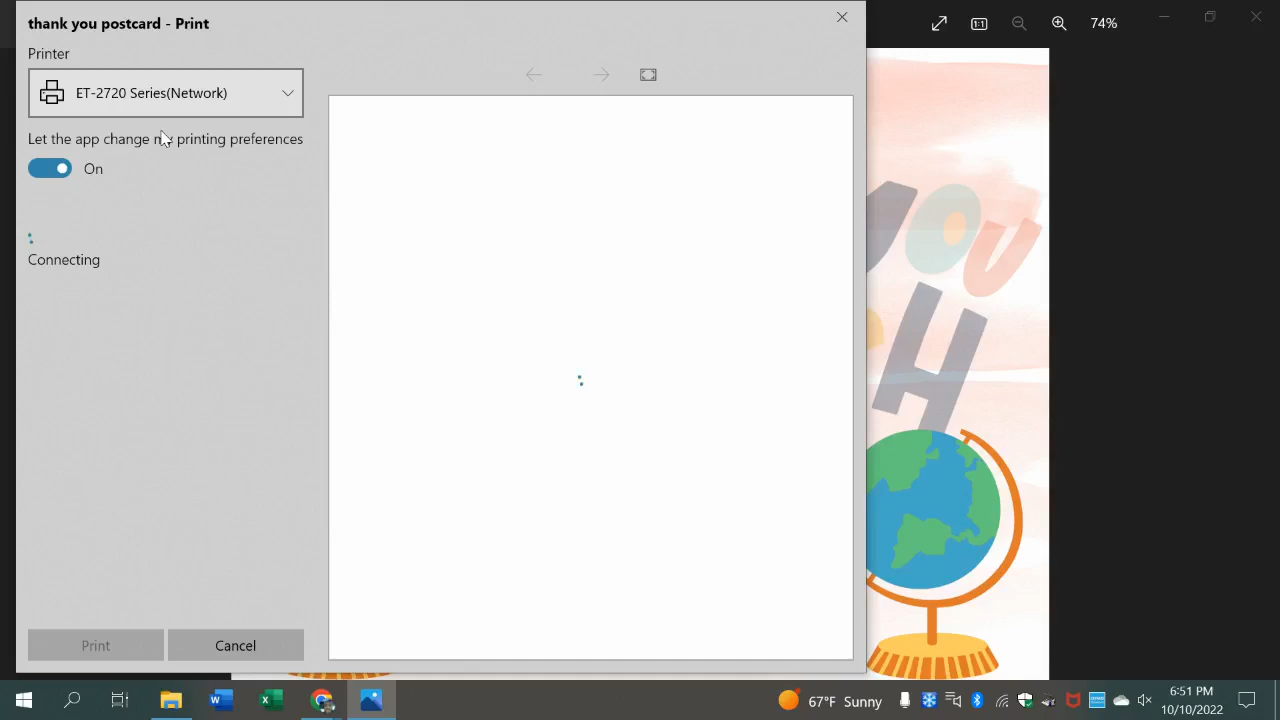 thank you postcard - Print
74%
Printer
ET-2720 Series(Network)
Let the app change my printing preferences
On
Connecting
YOU
H
Print
Cancel
67°F Sunny
6:51 PM
10/10/2022